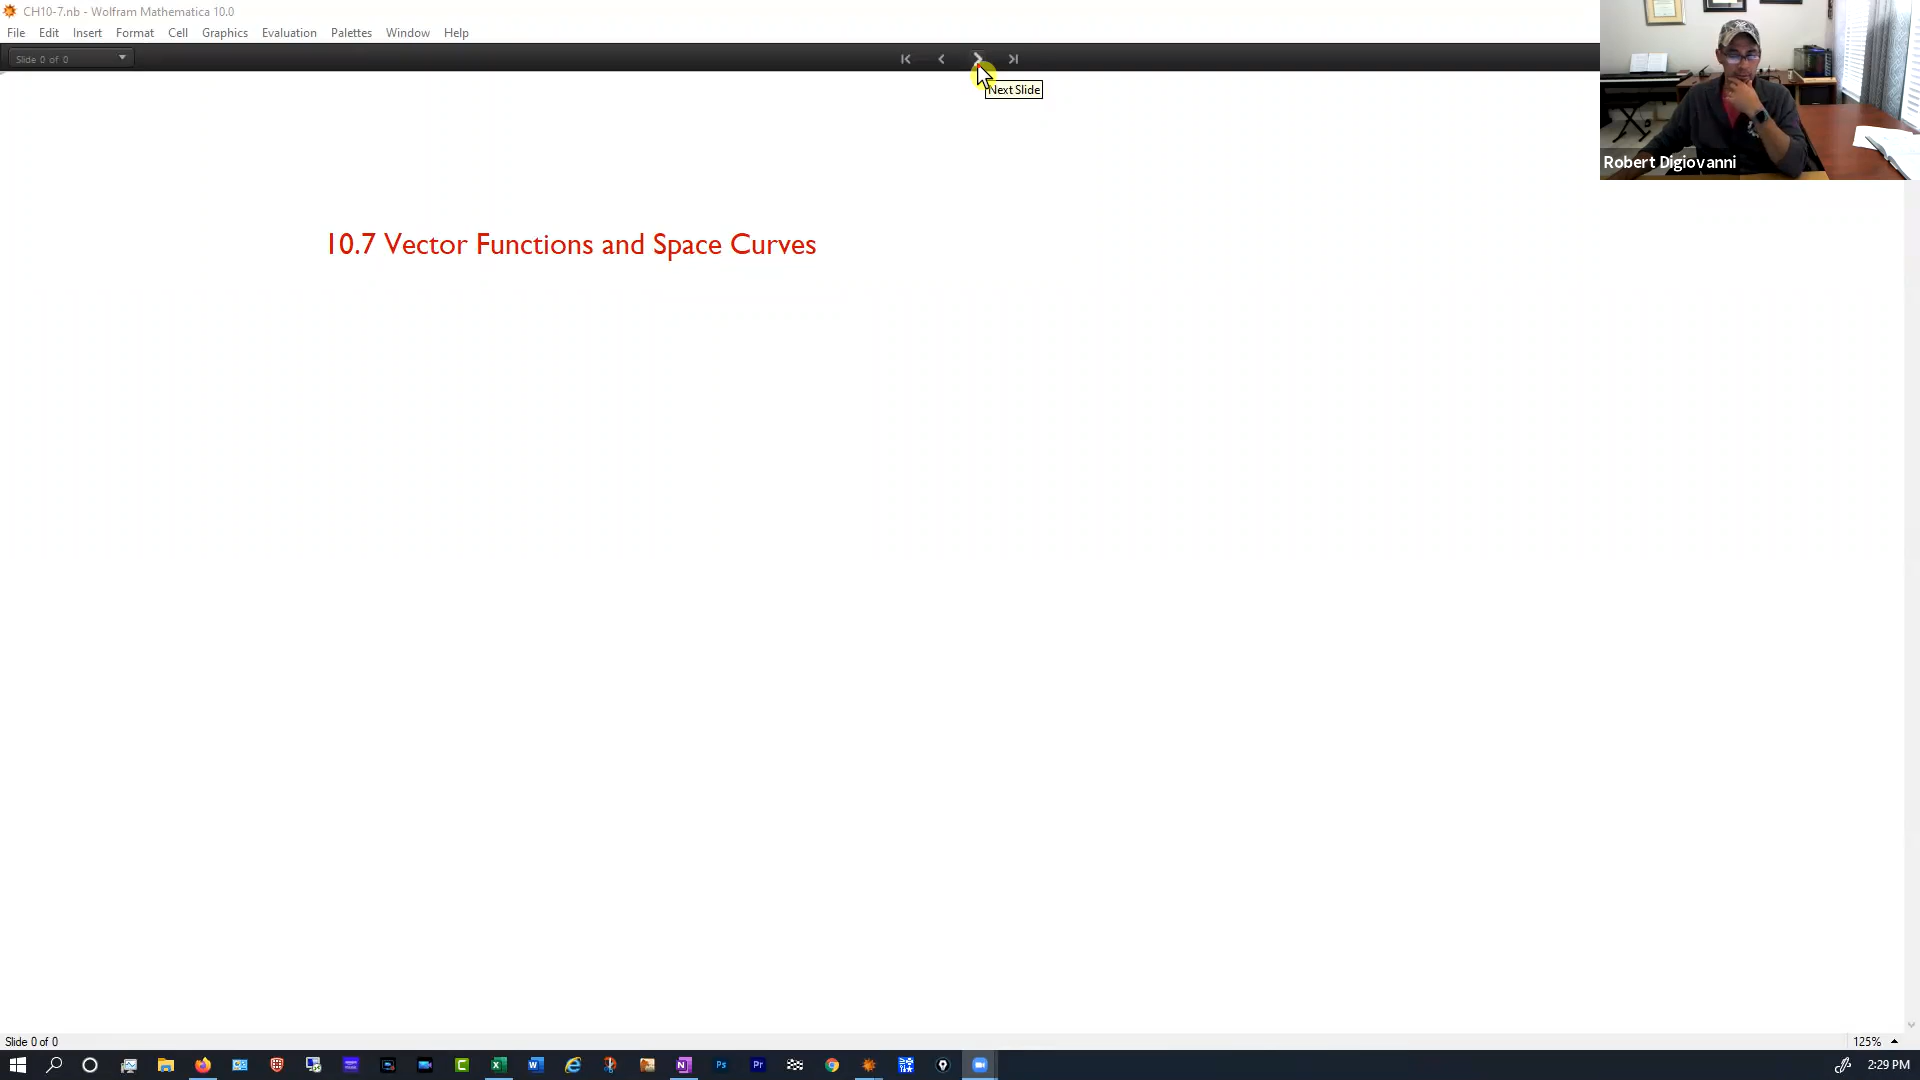 CH10-7.nb - Wolfram Mathematica 10.0
File Edit Insert Format Cell Graphics Evaluation Palettes Window Help
Slide 0 of 0
Next Slide
Robert Digiovanni
10.7 Vector Functions and Space Curves
Slide 0 of 0
125%
2:29 PM